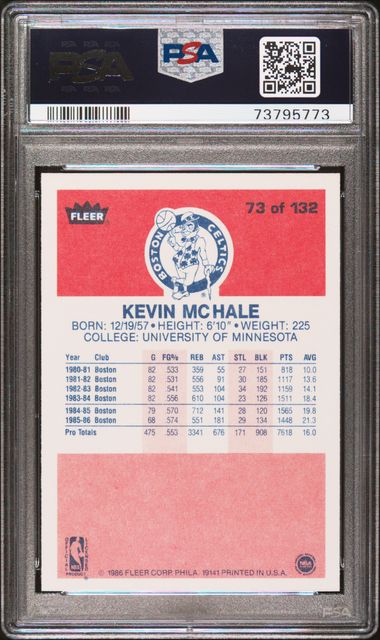 PSA
PSA
73795773
FLEER
BOSTON CELTICS
73 of 132
KEVIN MCHALE
BORN: 12/19/57 • HEIGHT: 6'10" • WEIGHT: 225
COLLEGE: UNIVERSITY OF MINNESOTA
Year Club G FG% REB AST STL BLK PTS AVG
1980-81 Boston 82 .533 359 55 27 151 818 10.0
1981-82 Boston 82 .531 556 91 30 185 1117 13.6
1982-83 Boston 82 .541 553 104 34 192 1159 14.1
1983-84 Boston 82 .556 610 104 23 126 1511 18.4
1984-85 Boston 79 .570 712 141 28 120 1565 19.8
1985-86 Boston 68 .574 551 181 29 134 1448 21.3
Pro Totals 475 .553 3341 676 171 908 7618 16.0
OFFICIAL LICENSED
NBA
PRODUCT
© 1986 FLEER CORP. PHILA. 19141 PRINTED IN U.S.A.
PSA